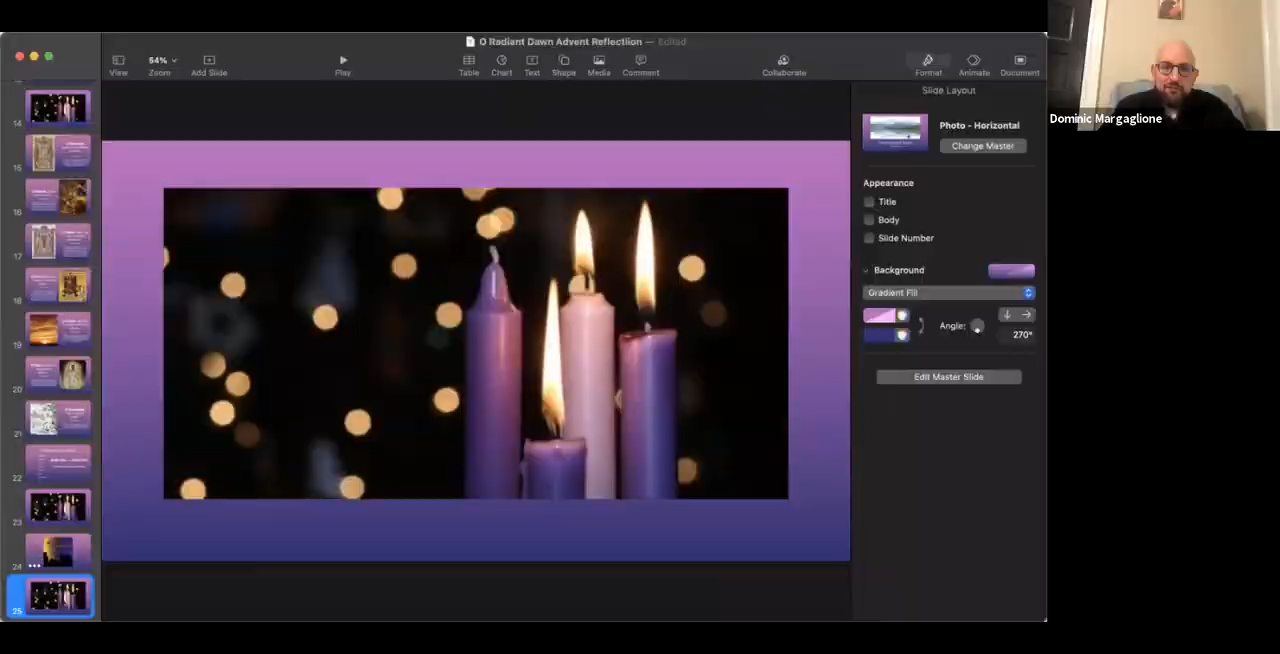 O Radiant Dawn Advent Reflectiion — Edited
View
54%
Zoom
Add Slide
Play
Table
Chart
Text
Shape
Media
Comment
Collaborate
Format
Animate
Document
Slide Layout
Photo - Horizontal
Change Master
Appearance
Title
Body
Slide Number
Background
Gradient Fill
Angle:
270°
Edit Master Slide
14
15
16
17
18
19
20
21
22
23
24
25
Dominic Margaglione